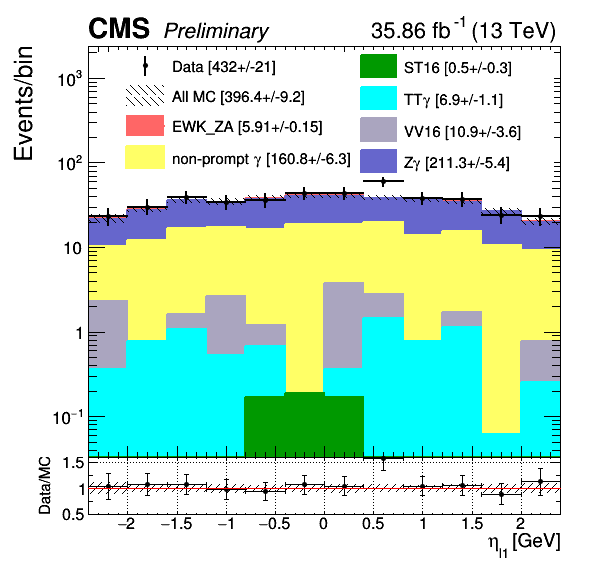 CMS Preliminary 35.86 fb⁻¹ (13 TeV)
Events/bin
Data [432+/-21]
All MC [396.4+/-9.2]
EWK_ZA [5.91+/-0.15]
non-prompt γ [160.8+/-6.3]
ST16 [0.5+/-0.3]
TTγ [6.9+/-1.1]
VV16 [10.9+/-3.6]
Zγ [211.3+/-5.4]
10³
10²
10
1
10⁻¹
Data/MC
1.5
1
0.5
−2 −1.5 −1 −0.5 0 0.5 1 1.5 2
η_l1 [GeV]